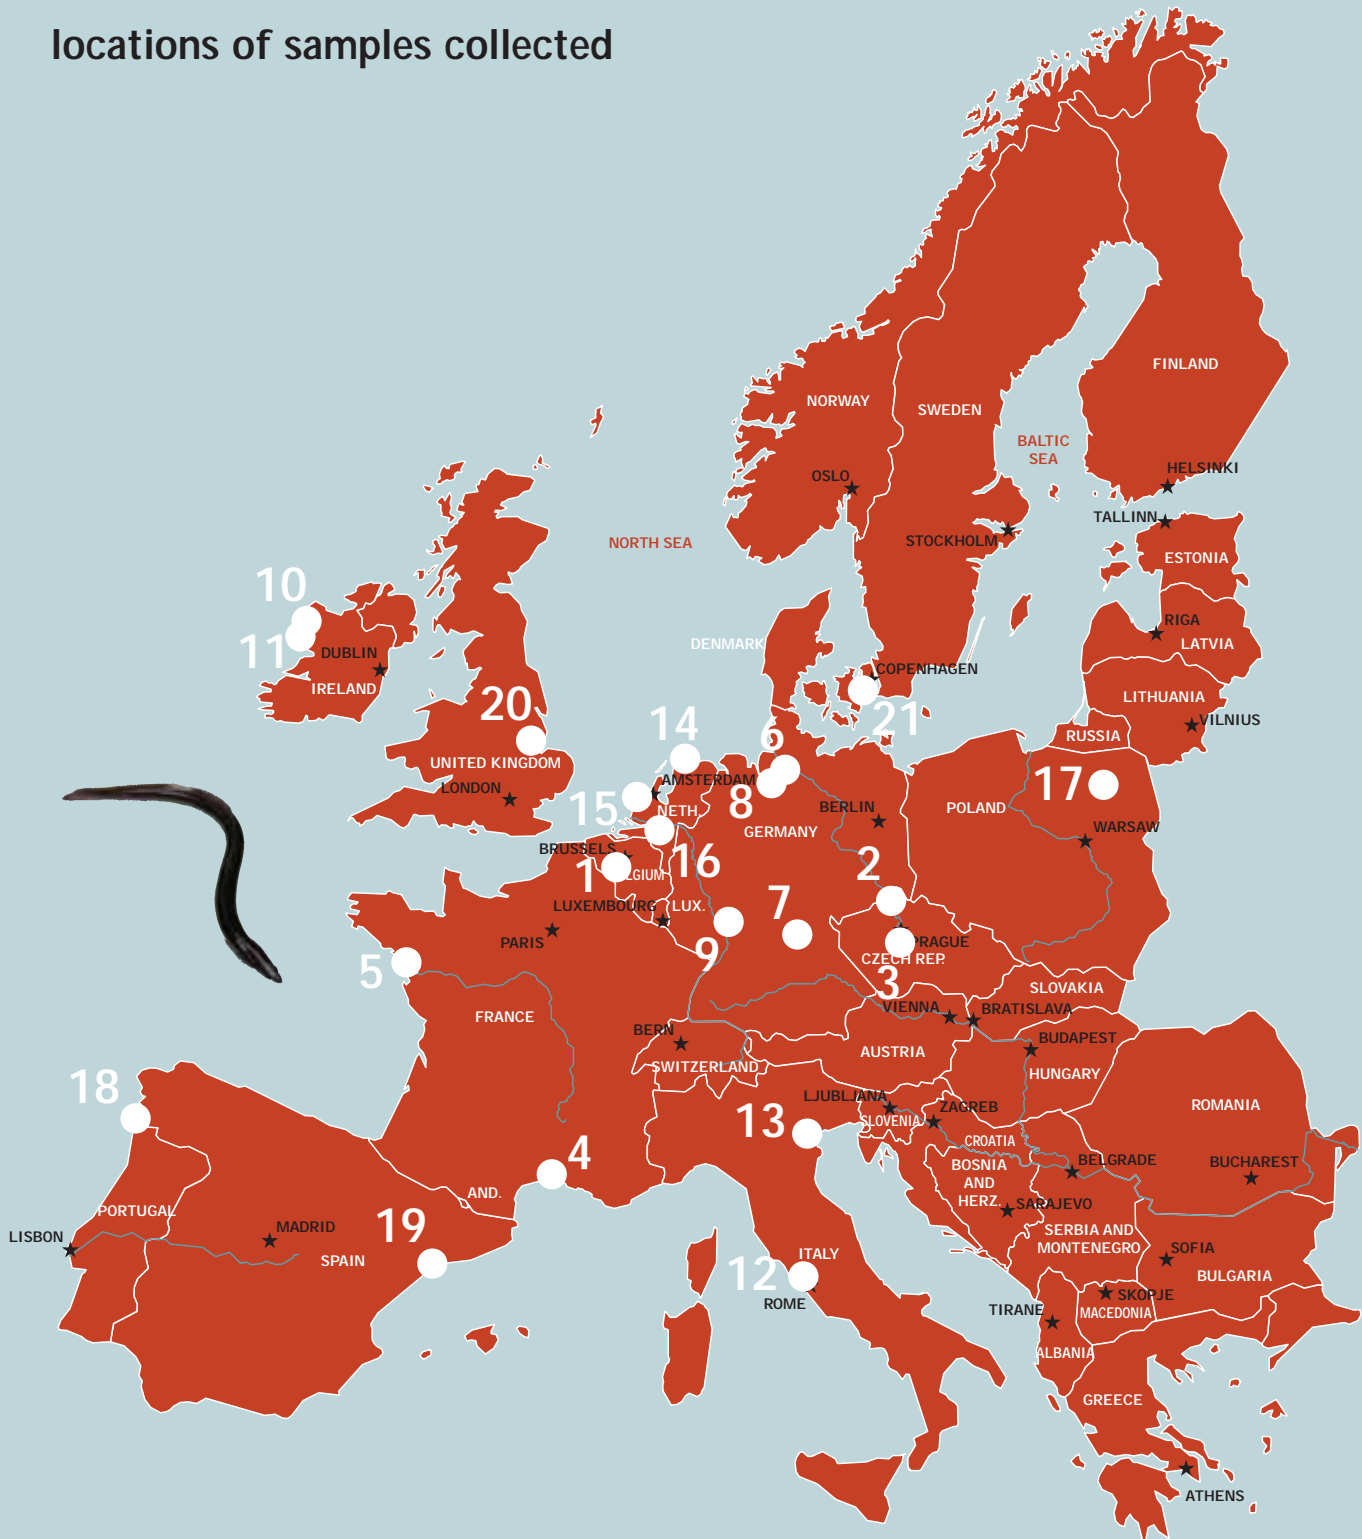 locations of samples collected
FINLAND
NORWAY
SWEDEN
BALTIC
SEA
HELSINKI
OSLO
TALLINN
STOCKHOLM
NORTH SEA
ESTONIA
10
RIGA
11
DUBLIN
DENMARK
LATVIA
COPENHAGEN
IRELAND
LITHUANIA
20
21
VILNIUS
14
6
RUSSIA
UNITED KINGDOM
AMSTERDAM
17
LONDON
15
NETH.
8
BERLIN
POLAND
GERMANY
WARSAW
BRUSSELS
16
1
LGIUM
2
LUXEMBOURG
LUX.
7
PARIS
9
PRAGUE
CZECH REP.
5
3
SLOVAKIA
VIENNA
BRATISLAVA
FRANCE
BERN
BUDAPEST
AUSTRIA
SWITZERLAND
HUNGARY
18
LJUBLJANA
ZAGREB
ROMANIA
13
SLOVENIA
CROATIA
4
BELGRADE
BUCHAREST
BOSNIA
AND
HERZ.
AND.
SARAJEVO
PORTUGAL
19
MADRID
LISBON
SERBIA AND
MONTENEGRO
SOFIA
SPAIN
ITALY
12
BULGARIA
ROME
SKOPJE
TIRANE
MACEDONIA
ALBANIA
GREECE
ATHENS